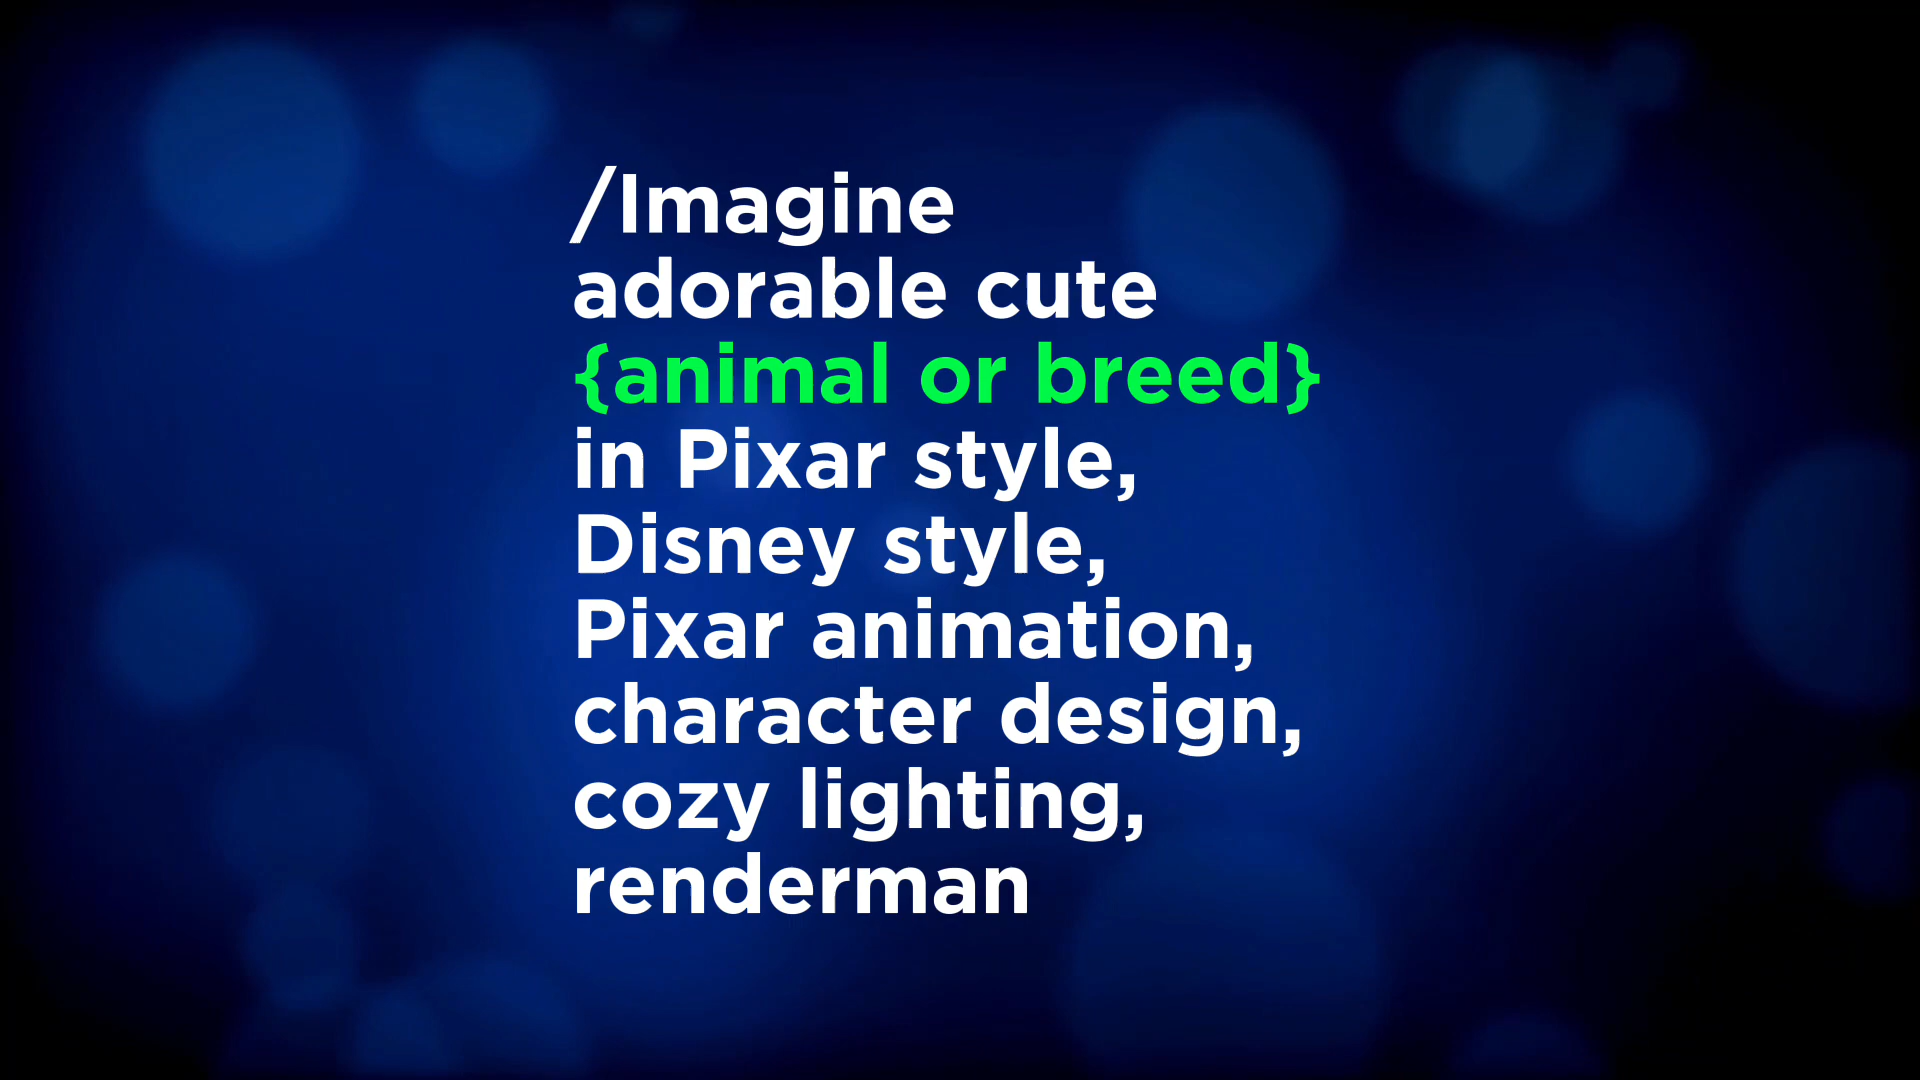 /Imagine
adorable cute
{animal or breed}
in Pixar style,
Disney style,
Pixar animation,
character design,
cozy lighting,
renderman